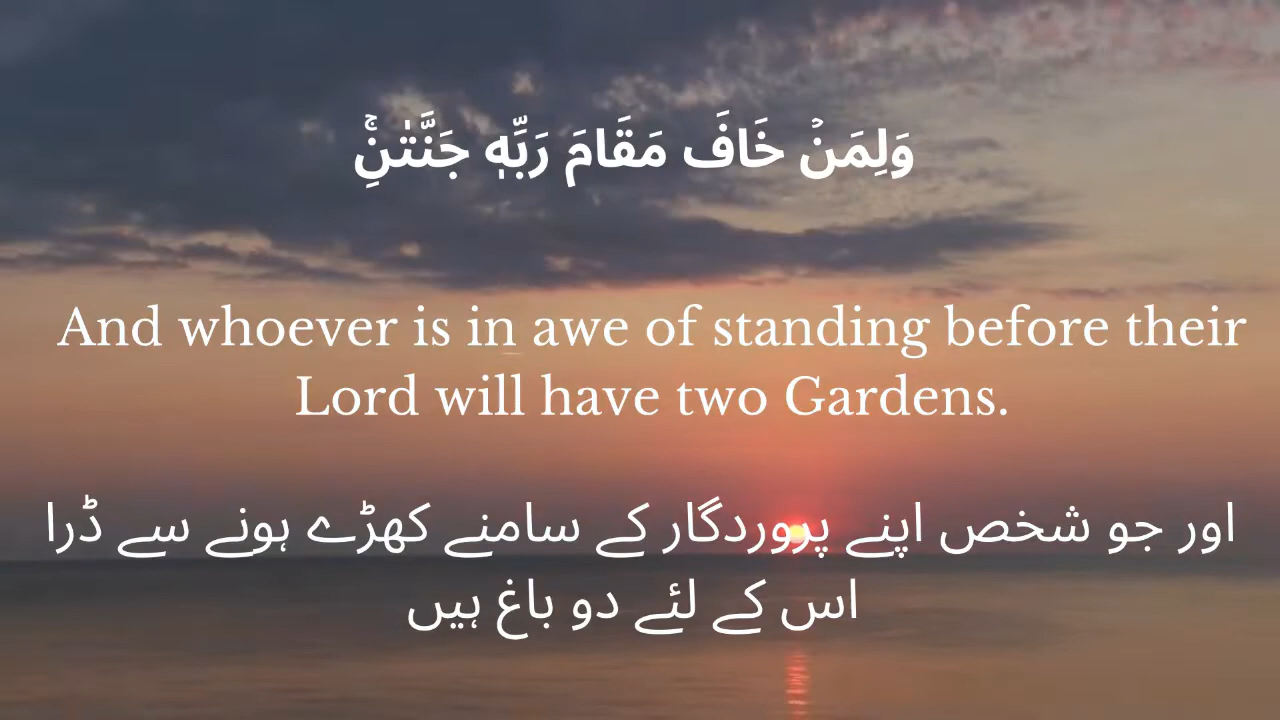 وَلِمَنۡ خَافَ مَقَامَ رَبِّهٖ جَنَّتٰنِۚ
And whoever is in awe of standing before their
Lord will have two Gardens.
اور جو شخص اپنے پروردگار کے سامنے کھڑے ہونے سے ڈرا
اس کے لئے دو باغ ہیں